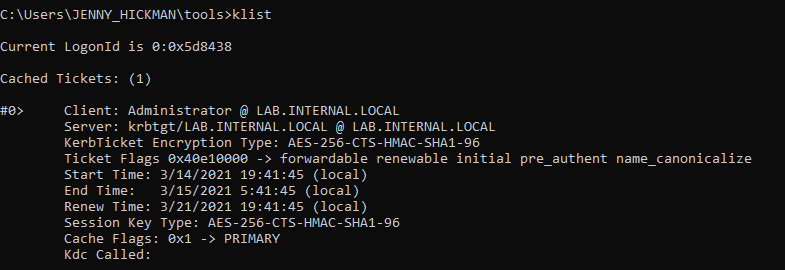 C:\Users\JENNY_HICKMAN\tools>klist
Current LogonId is 0:0x5d8438
Cached Tickets: (1)
#0> Client: Administrator @ LAB.INTERNAL.LOCAL
Server: krbtgt/LAB.INTERNAL.LOCAL @ LAB.INTERNAL.LOCAL
KerbTicket Encryption Type: AES-256-CTS-HMAC-SHA1-96
Ticket Flags 0x40e10000 -> forwardable renewable initial pre_authent name_canonicalize
Start Time: 3/14/2021 19:41:45 (local)
End Time: 3/15/2021 5:41:45 (local)
Renew Time: 3/21/2021 19:41:45 (local)
Session Key Type: AES-256-CTS-HMAC-SHA1-96
Cache Flags: 0x1 -> PRIMARY
Kdc Called: